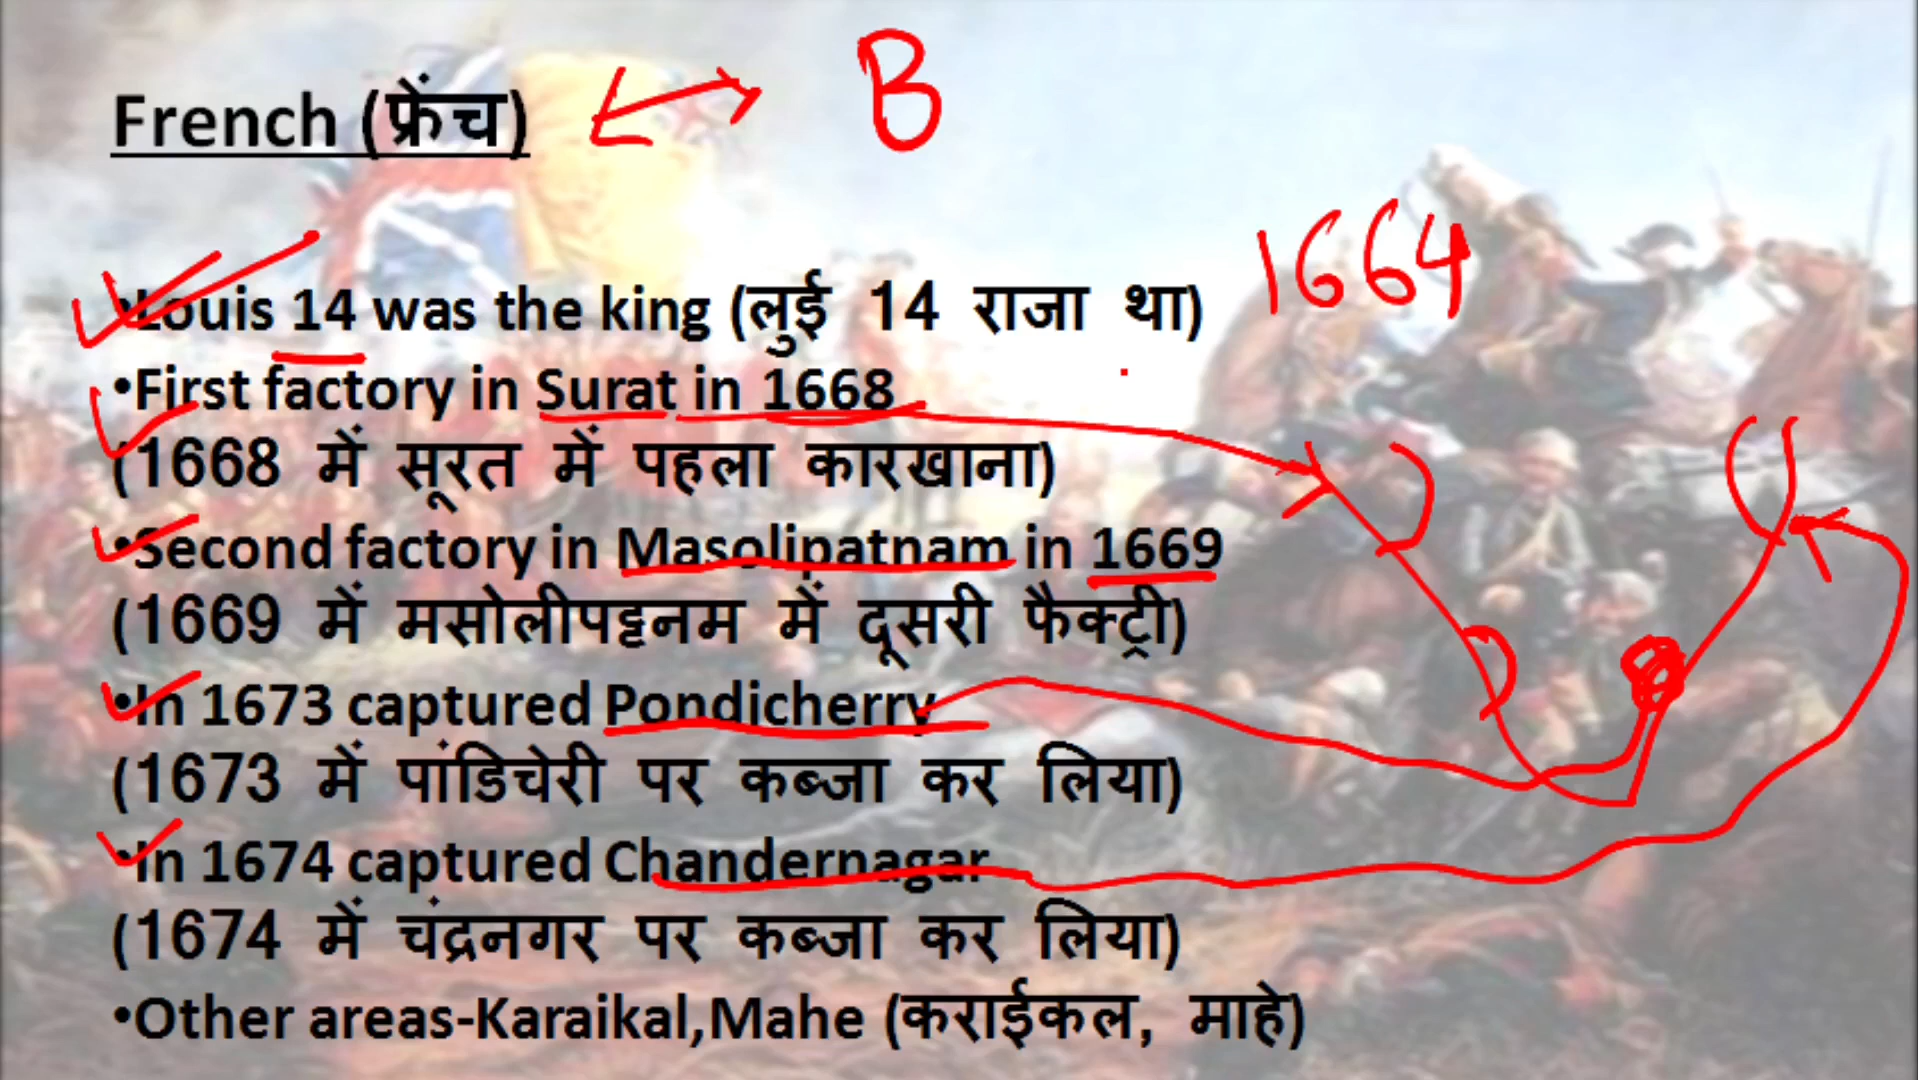 French (फ्रेंच) B
1664
•Louis 14 was the king (लुई 14 राजा था)
•First factory in Surat in 1668
(1668 में सूरत में पहला कारखाना)
•Second factory in Masolipatnam in 1669
(1669 में मसोलीपट्टनम में दूसरी फैक्ट्री)
•In 1673 captured Pondicherry
(1673 में पांडिचेरी पर कब्जा कर लिया)
•In 1674 captured Chandernagar
(1674 में चंद्रनगर पर कब्जा कर लिया)
•Other areas-Karaikal,Mahe (कराईकल, माहे)